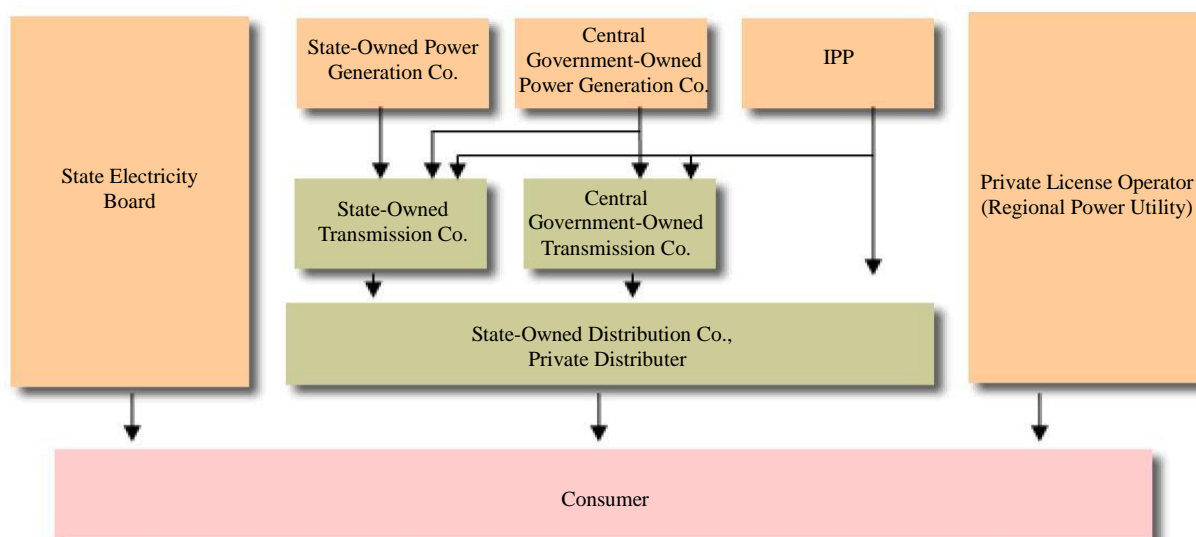 State-Owned Power
Generation Co.
Central
Government-Owned
Power Generation Co.
IPP
State Electricity
Board
Private License Operator
(Regional Power Utility)
State-Owned
Transmission Co.
Central
Government-Owned
Transmission Co.
State-Owned Distribution Co.,
Private Distributer
Consumer